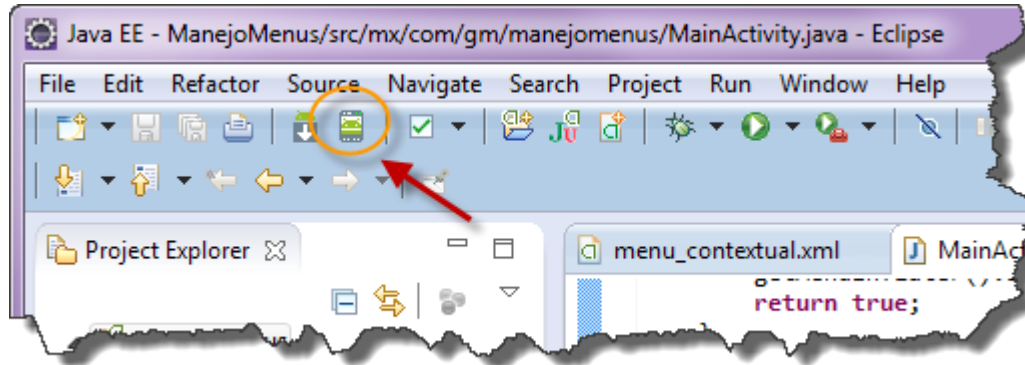 Java EE - ManejoMenus/src/mx/com/gm/manejomenus/MainActivity.java - Eclipse
File Edit Refactor Source Navigate Search Project Run Window Help
Project Explorer
menu_contextual.xml
return true;